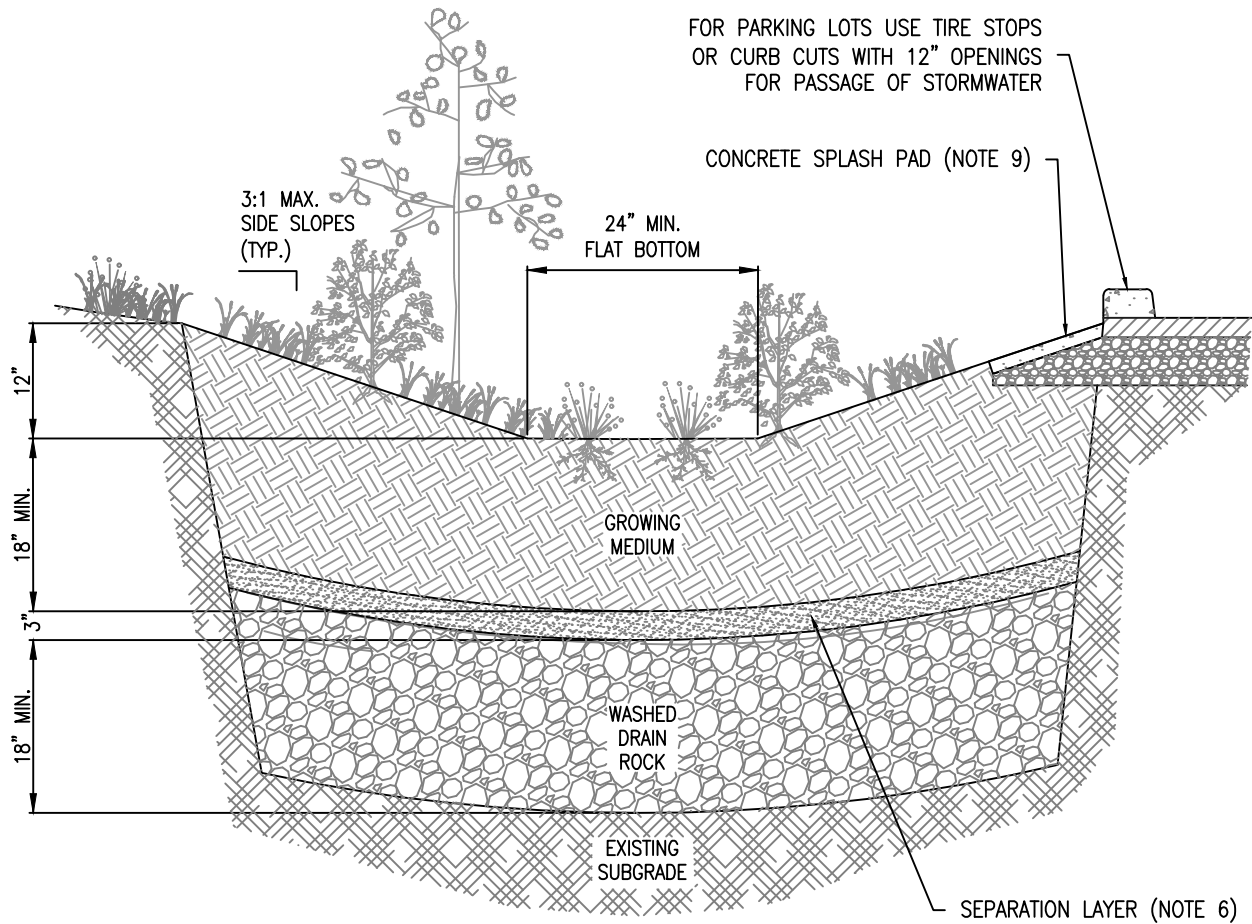 FOR PARKING LOTS USE TIRE STOPS
OR CURB CUTS WITH 12" OPENINGS
FOR PASSAGE OF STORMWATER
CONCRETE SPLASH PAD (NOTE 9)
3:1 MAX.
SIDE SLOPES
(TYP.)
24" MIN.
FLAT BOTTOM
12"
18" MIN.
3"
18" MIN.
GROWING
MEDIUM
WASHED
DRAIN
ROCK
EXISTING
SUBGRADE
SEPARATION LAYER (NOTE 6)